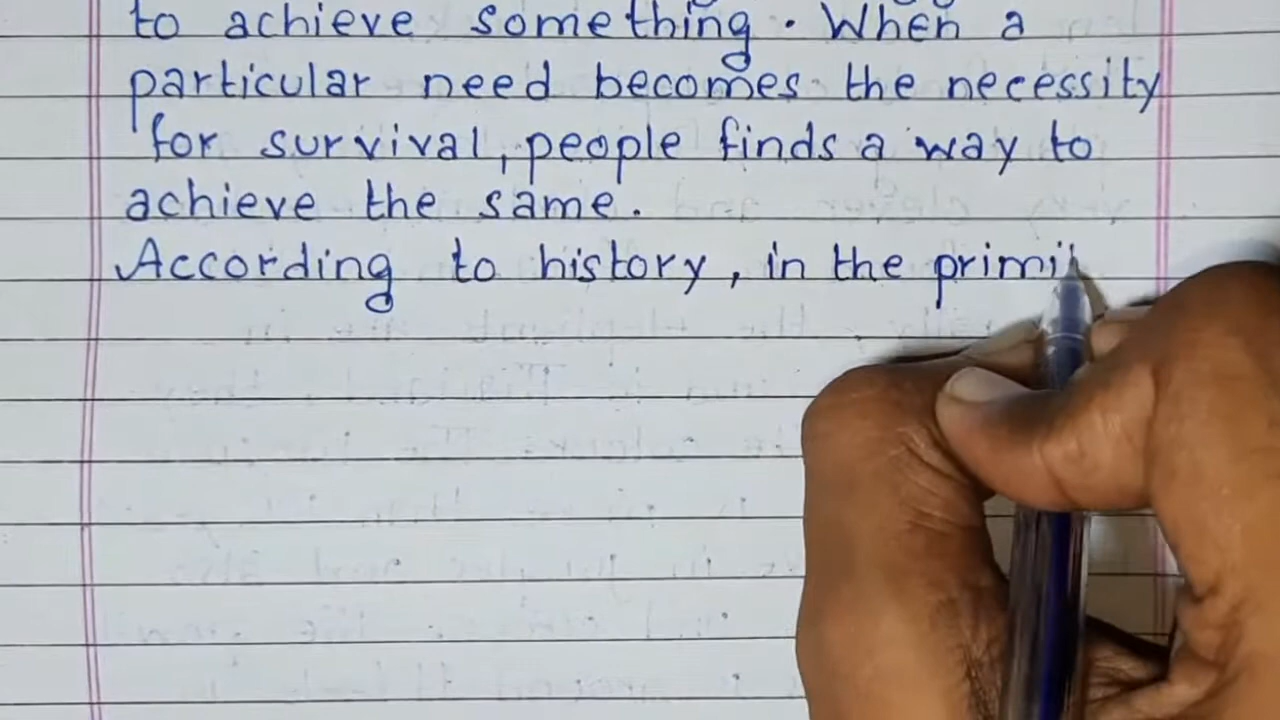 to achieve something. When a
particular need becomes the necessity
for survival, people finds a way to
achieve the same.
According to history, in the primit